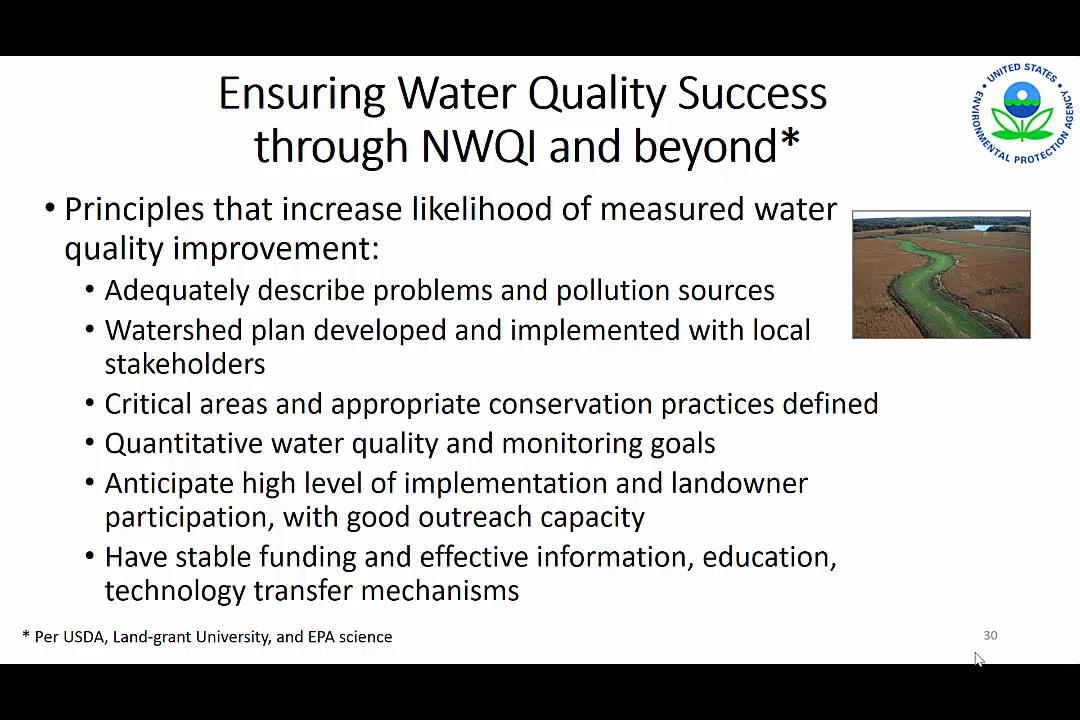 Ensuring Water Quality Success
through NWQI and beyond*
UNITED STATES
ENVIRONMENTAL PROTECTION AGENCY
• Principles that increase likelihood of measured water
quality improvement:
• Adequately describe problems and pollution sources
• Watershed plan developed and implemented with local
stakeholders
• Critical areas and appropriate conservation practices defined
• Quantitative water quality and monitoring goals
• Anticipate high level of implementation and landowner
participation, with good outreach capacity
• Have stable funding and effective information, education,
technology transfer mechanisms
* Per USDA, Land-grant University, and EPA science
30